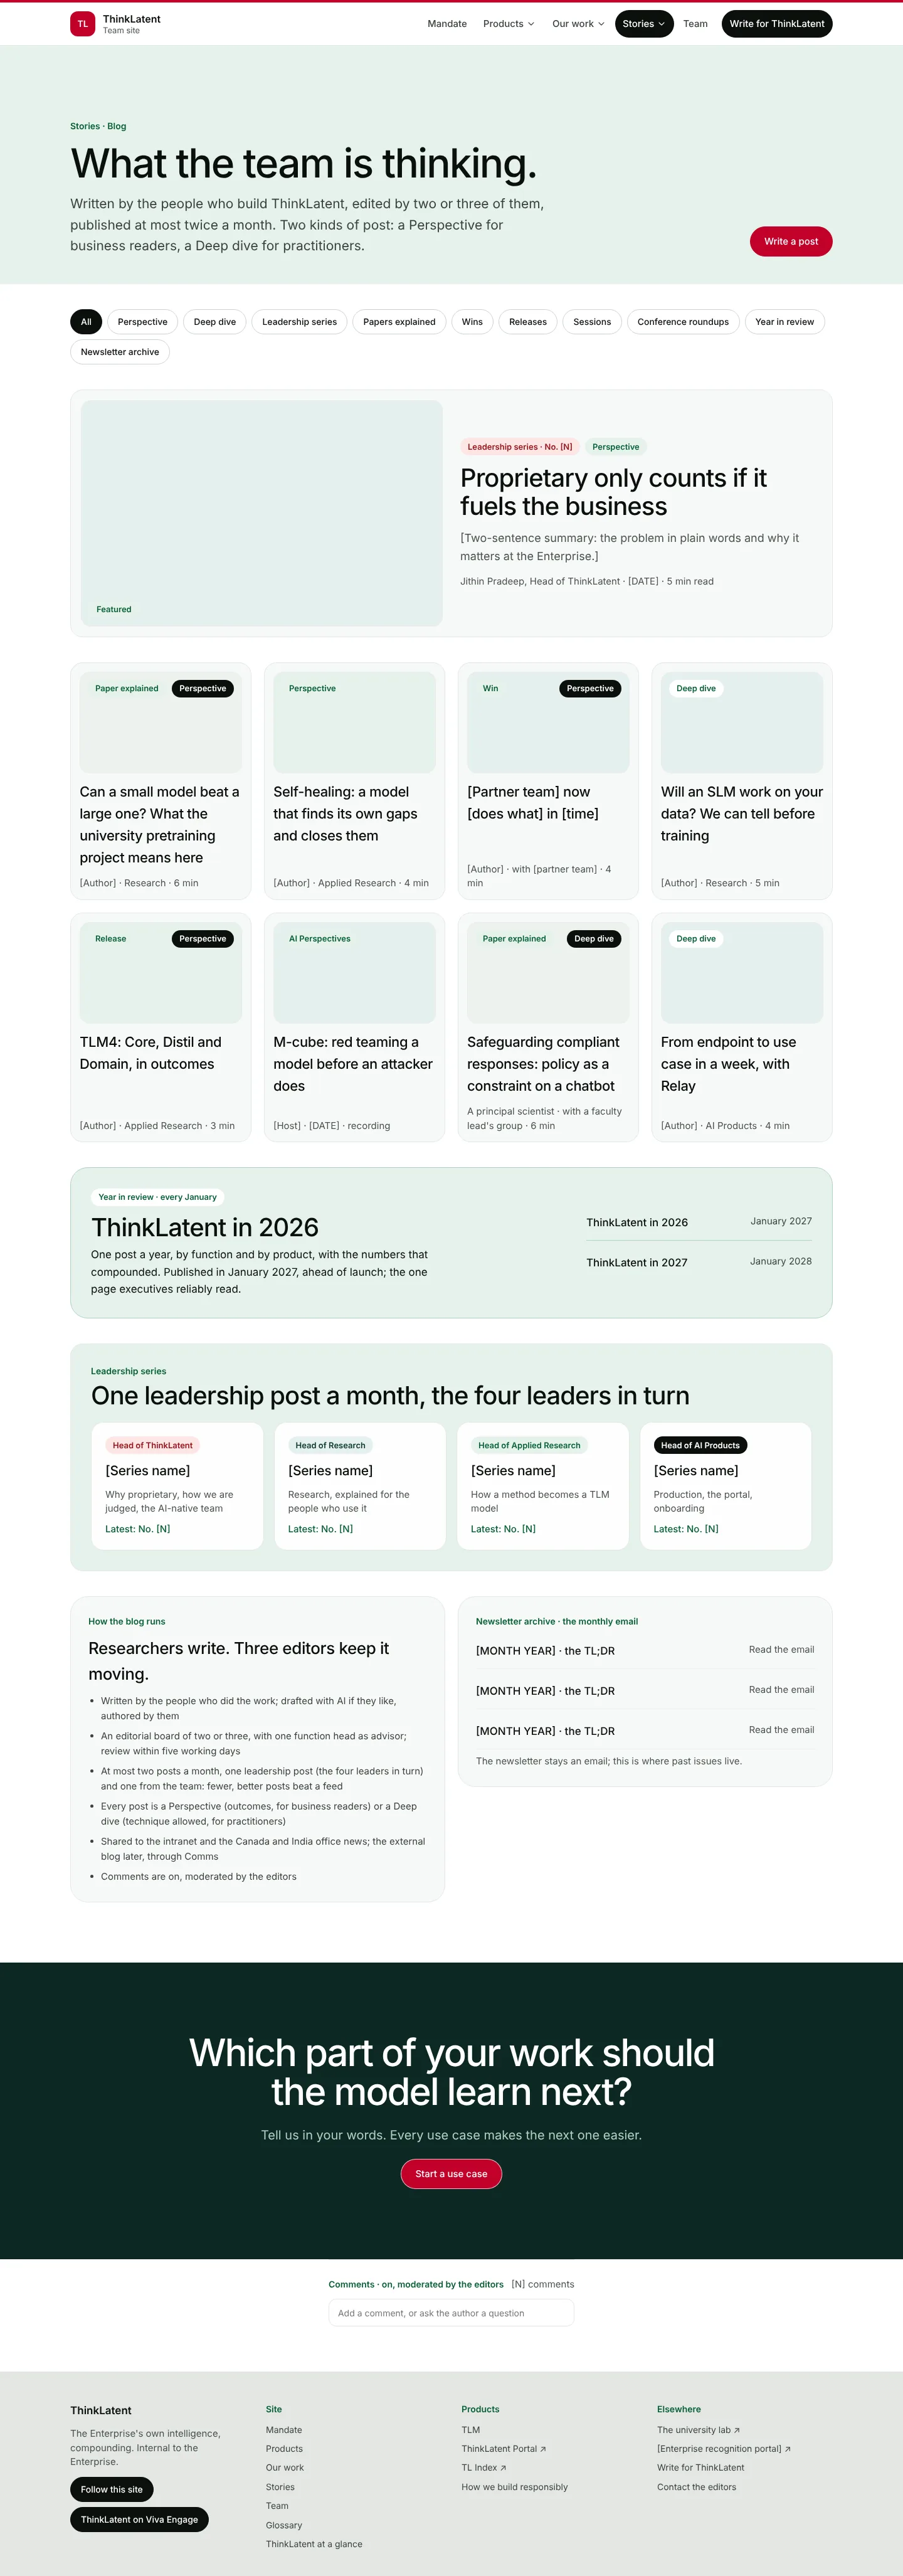 TL
ThinkLatent
Team site
Mandate
Products
Our work
Stories
Team
Write for ThinkLatent
Stories · Blog
What the team is thinking.
Written by the people who build ThinkLatent, edited by two or three of them,
published at most twice a month. Two kinds of post: a Perspective for
business readers, a Deep dive for practitioners.
Write a post
All
Perspective
Deep dive
Leadership series
Papers explained
Wins
Releases
Sessions
Conference roundups
Year in review
Newsletter archive
Featured
Leadership series · No. [N]
Perspective
Proprietary only counts if it
fuels the business
[Two-sentence summary: the problem in plain words and why it
matters at the Enterprise.]
Jithin Pradeep, Head of ThinkLatent · [DATE] · 5 min read
Paper explained
Perspective
Can a small model beat a
large one? What the
university pretraining
project means here
[Author] · Research · 6 min
Perspective
Self-healing: a model
that finds its own gaps
and closes them
[Author] · Applied Research · 4 min
Win
Perspective
[Partner team] now
[does what] in [time]
[Author] · with [partner team] · 4
min
Deep dive
Will an SLM work on your
data? We can tell before
training
[Author] · Research · 5 min
Release
Perspective
TLM4: Core, Distil and
Domain, in outcomes
[Author] · Applied Research · 3 min
AI Perspectives
M-cube: red teaming a
model before an attacker
does
[Host] · [DATE] · recording
Paper explained
Deep dive
Safeguarding compliant
responses: policy as a
constraint on a chatbot
A principal scientist · with a faculty
lead's group · 6 min
Deep dive
From endpoint to use
case in a week, with
Relay
[Author] · AI Products · 4 min
Year in review · every January
ThinkLatent in 2026
One post a year, by function and by product, with the numbers that
compounded. Published in January 2027, ahead of launch; the one
page executives reliably read.
ThinkLatent in 2026
January 2027
ThinkLatent in 2027
January 2028
Leadership series
One leadership post a month, the four leaders in turn
Head of ThinkLatent
[Series name]
Why proprietary, how we are
judged, the AI-native team
Latest: No. [N]
Head of Research
[Series name]
Research, explained for the
people who use it
Latest: No. [N]
Head of Applied Research
[Series name]
How a method becomes a TLM
model
Latest: No. [N]
Head of AI Products
[Series name]
Production, the portal,
onboarding
Latest: No. [N]
How the blog runs
Researchers write. Three editors keep it
moving.
• Written by the people who did the work; drafted with AI if they like,
authored by them
• An editorial board of two or three, with one function head as advisor;
review within five working days
• At most two posts a month, one leadership post (the four leaders in turn)
and one from the team: fewer, better posts beat a feed
• Every post is a Perspective (outcomes, for business readers) or a Deep
dive (technique allowed, for practitioners)
• Shared to the intranet and the Canada and India office news; the external
blog later, through Comms
• Comments are on, moderated by the editors
Newsletter archive · the monthly email
[MONTH YEAR] · the TL;DR
Read the email
[MONTH YEAR] · the TL;DR
Read the email
[MONTH YEAR] · the TL;DR
Read the email
The newsletter stays an email; this is where past issues live.
Which part of your work should
the model learn next?
Tell us in your words. Every use case makes the next one easier.
Start a use case
Comments · on, moderated by the editors
[N] comments
Add a comment, or ask the author a question
ThinkLatent
The Enterprise's own intelligence,
compounding. Internal to the
Enterprise.
Follow this site
ThinkLatent on Viva Engage
Site
Mandate
Products
Our work
Stories
Team
Glossary
ThinkLatent at a glance
Products
TLM
ThinkLatent Portal ↗
TL Index ↗
How we build responsibly
Elsewhere
The university lab ↗
[Enterprise recognition portal] ↗
Write for ThinkLatent
Contact the editors